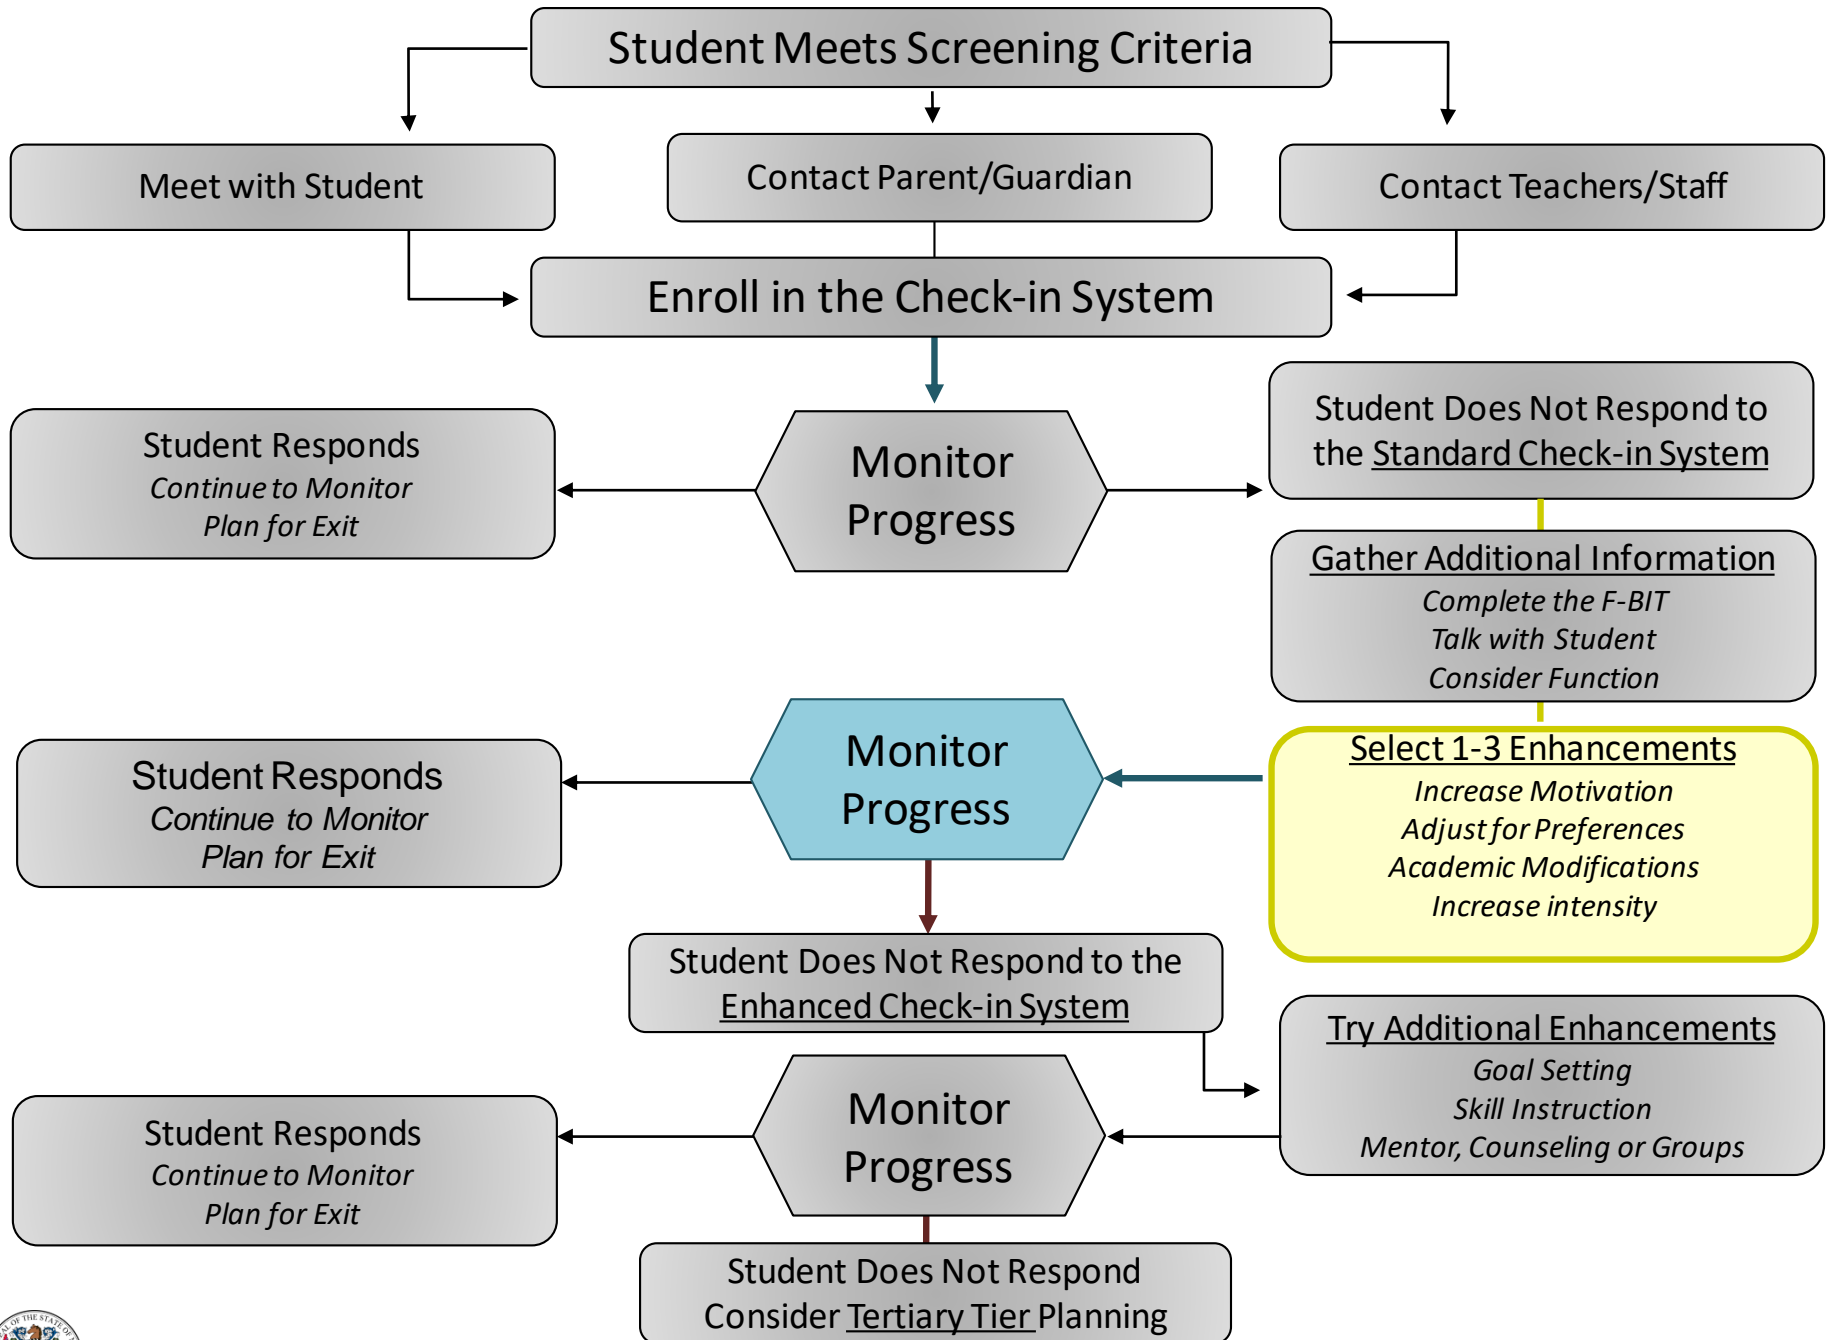 Student Meets Screening Criteria
Meet with Student
Contact Parent/Guardian
Contact Teachers/Staff
Enroll in the Check-in System
Student Responds
Continue to Monitor
Plan for Exit
Monitor
Progress
Student Does Not Respond to
the Standard Check-in System
Gather Additional Information
Complete the F-BIT
Talk with Student
Consider Function
Student Responds
Continue to Monitor
Plan for Exit
Monitor
Progress
Select 1-3 Enhancements
Increase Motivation
Adjust for Preferences
Academic Modifications
Increase intensity
Student Does Not Respond to the
Enhanced Check-in System
Try Additional Enhancements
Goal Setting
Skill Instruction
Mentor, Counseling or Groups
Student Responds
Continue to Monitor
Plan for Exit
Monitor
Progress
Student Does Not Respond
Consider Tertiary Tier Planning
OF THE STATE OF